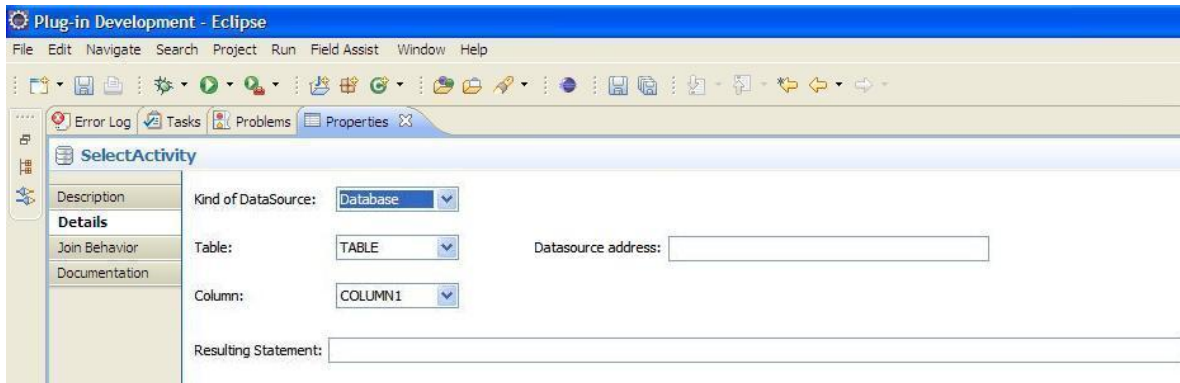 Plug-in Development - Eclipse
File Edit Navigate Search Project Run Field Assist Window Help
Error Log Tasks Problems Properties
SelectActivity
Description
Details
Join Behavior
Documentation
Kind of DataSource: Database
Table: TABLE Datasource address:
Column: COLUMN1
Resulting Statement: